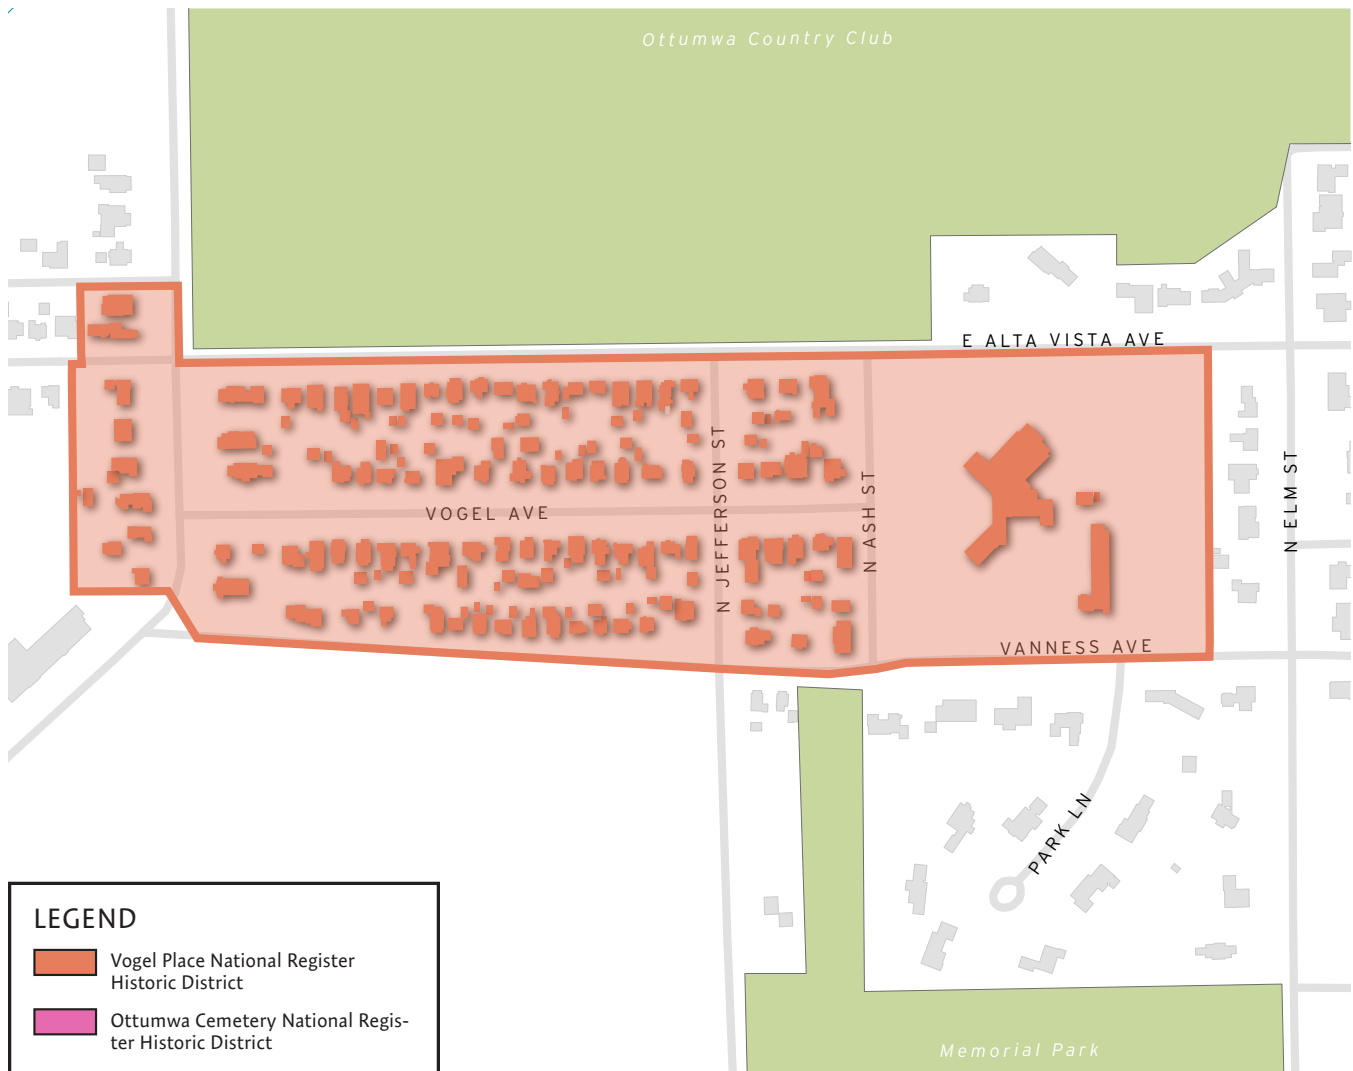 Ottumwa Country Club
E ALTA VISTA AVE
N JEFFERSON ST
N ASH ST
N ELM ST
VOGEL AVE
VANNESS AVE
PARK LN
LEGEND
Vogel Place National Register
Historic District
Ottumwa Cemetery National Regis-
ter Historic District
Memorial Park